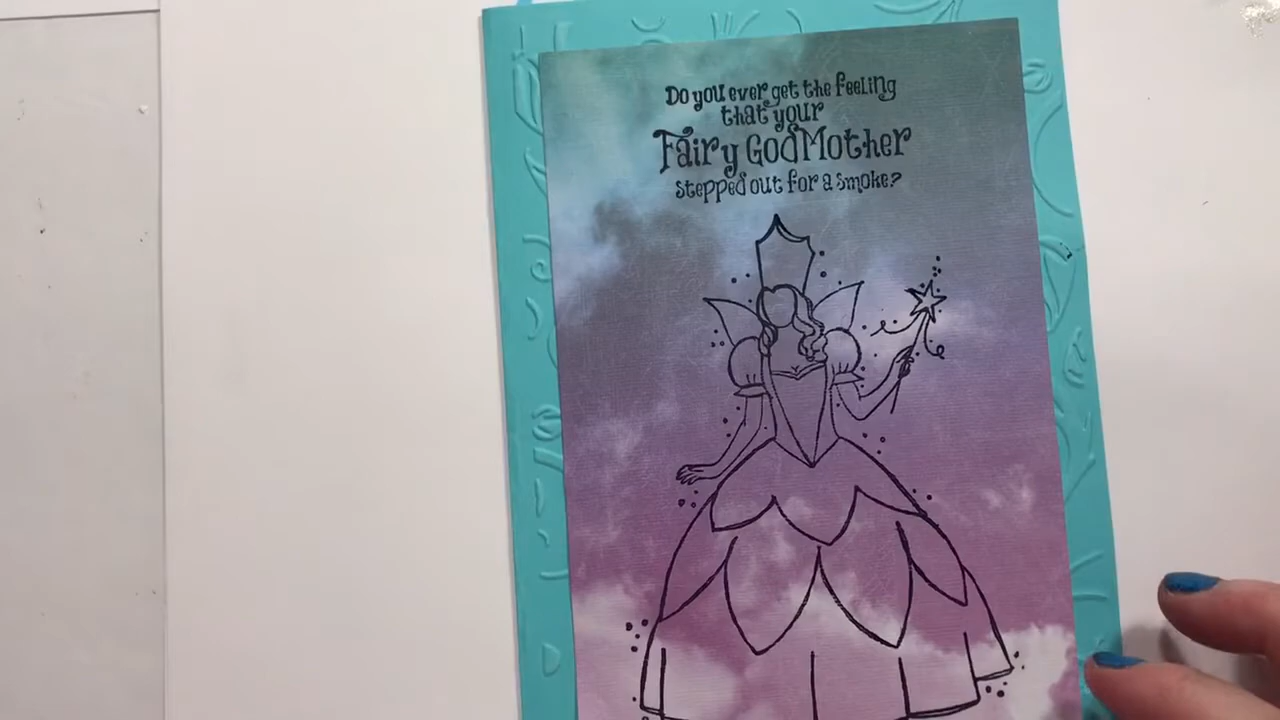 Do you ever get the feeling
that your
Fairy GodMother
stepped out for a smoke?